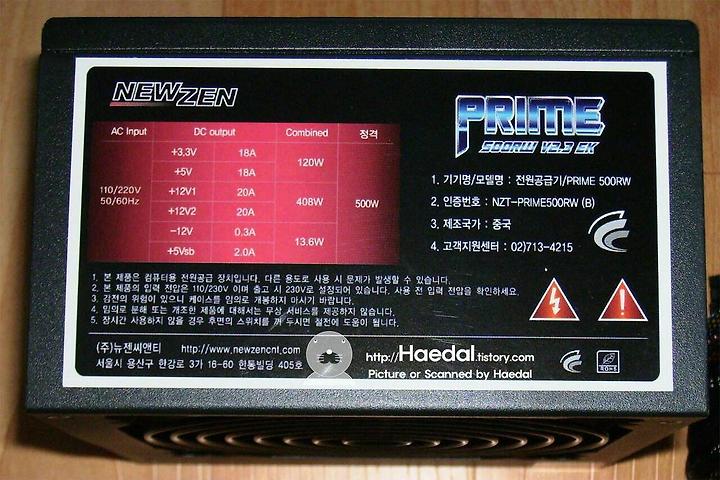 NEWZEN
PRIME
500RW V2.3 EK
AC Input DC output Combined 정격
110/220V 50/60Hz +3.3V 18A 120W 500W
+5V 18A
+12V1 20A 408W
+12V2 20A
-12V 0.3A 13.6W
+5Vsb 2.0A
1. 기기명/모델명 : 전원공급기/PRIME 500RW
2. 인증번호 : NZT-PRIME500RW (B)
3. 제조국가 : 중국
4. 고객지원센터 : 02)713-4215
1. 본 제품은 컴퓨터용 전원공급 장치입니다. 다른 용도로 사용 시 문제가 발생할 수 있습니다.
2. 본 제품의 입력 전압은 110/230V 이며 출고 시 230V로 설정되어 있습니다. 사용 전 입력 전압을 확인하세요.
3. 감전의 위험이 있으니 케이스를 임의로 개봉하지 마시기 바랍니다.
4. 임의로 분해 또는 개조한 제품에 대해서는 무상 서비스를 제공하지 않습니다.
5. 장시간 사용하지 않을 경우 후면의 스위치를 꺼 두시면 절전에 도움이 됩니다.
(주)뉴젠씨앤티 http://www.newzencnt.com
서울시 용산구 한강로 3가 16-60 한통빌딩 405호
http://Haedal.tistory.com
Picture or Scanned by Haedal